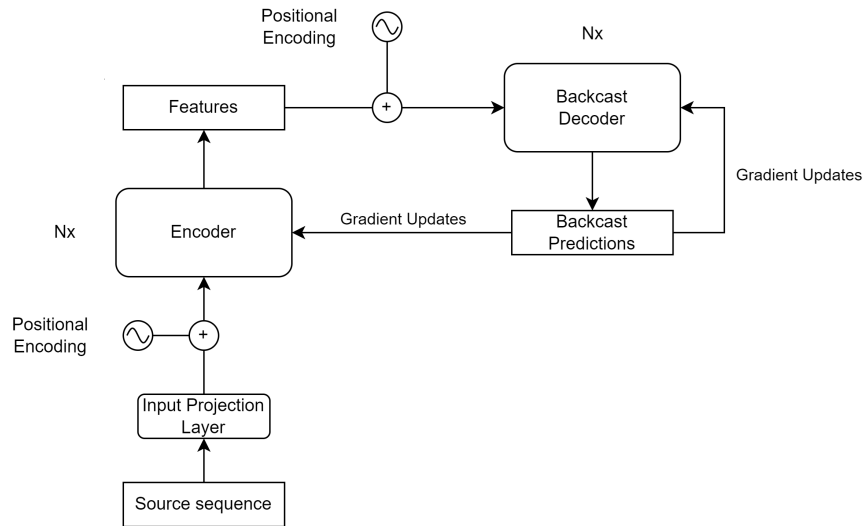 Positional
Encoding
Nx
Features
+
Backcast
Decoder
Gradient Updates
Nx
Encoder
Gradient Updates
Backcast
Predictions
Positional
Encoding
+
Input Projection
Layer
Source sequence